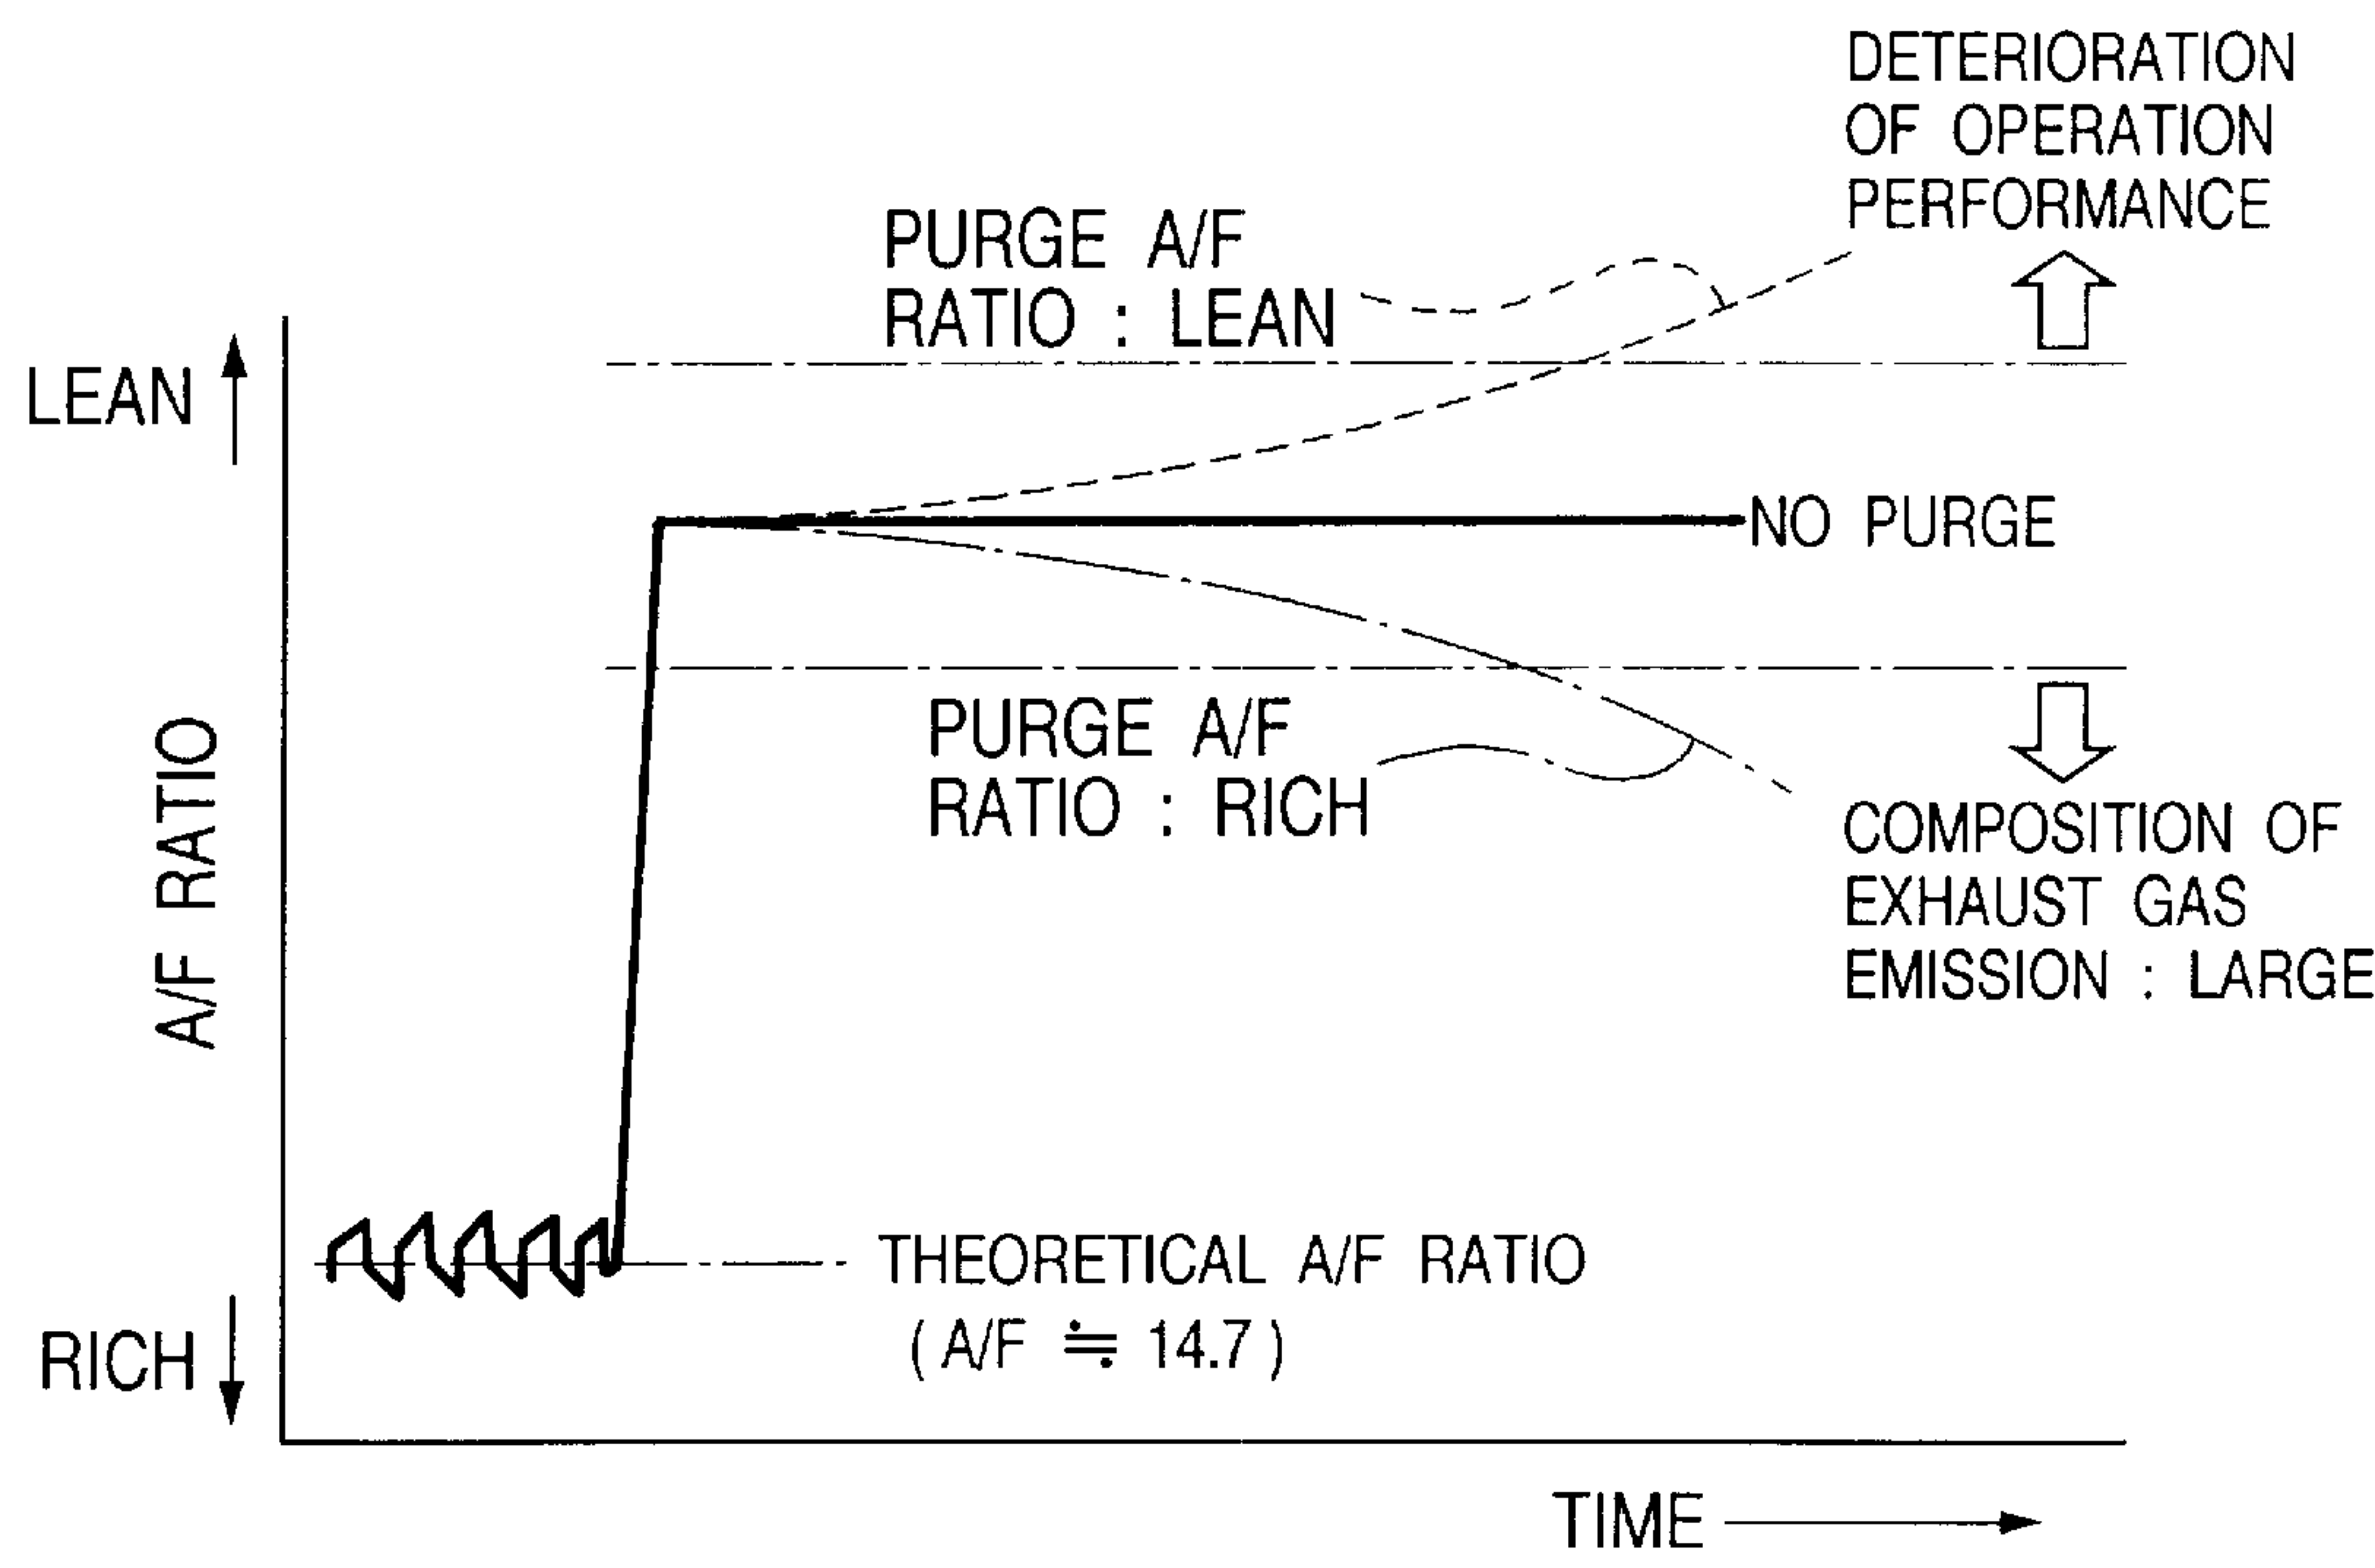 DETERIORATION
OF OPERATION
PERFORMANCE
PURGE A/F
RATIO : LEAN
LEAN
NO PURGE
PURGE A/F
RATIO : RICH
A/F RATIO
COMPOSITION OF
EXHAUST GAS
EMISSION : LARGE
THEORETICAL A/F RATIO
( A/F ≒ 14.7 )
RICH
TIME